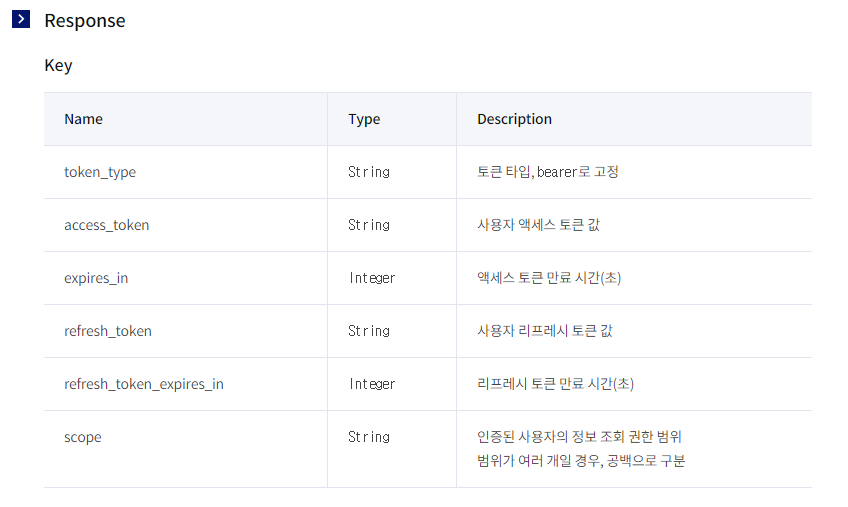 Response
Key
Name Type Description
token_type String 토큰 타입, bearer로 고정
access_token String 사용자 액세스 토큰 값
expires_in Integer 액세스 토큰 만료 시간(초)
refresh_token String 사용자 리프레시 토큰 값
refresh_token_expires_in Integer 리프레시 토큰 만료 시간(초)
scope String 인증된 사용자의 정보 조회 권한 범위
범위가 여러 개일 경우, 공백으로 구분